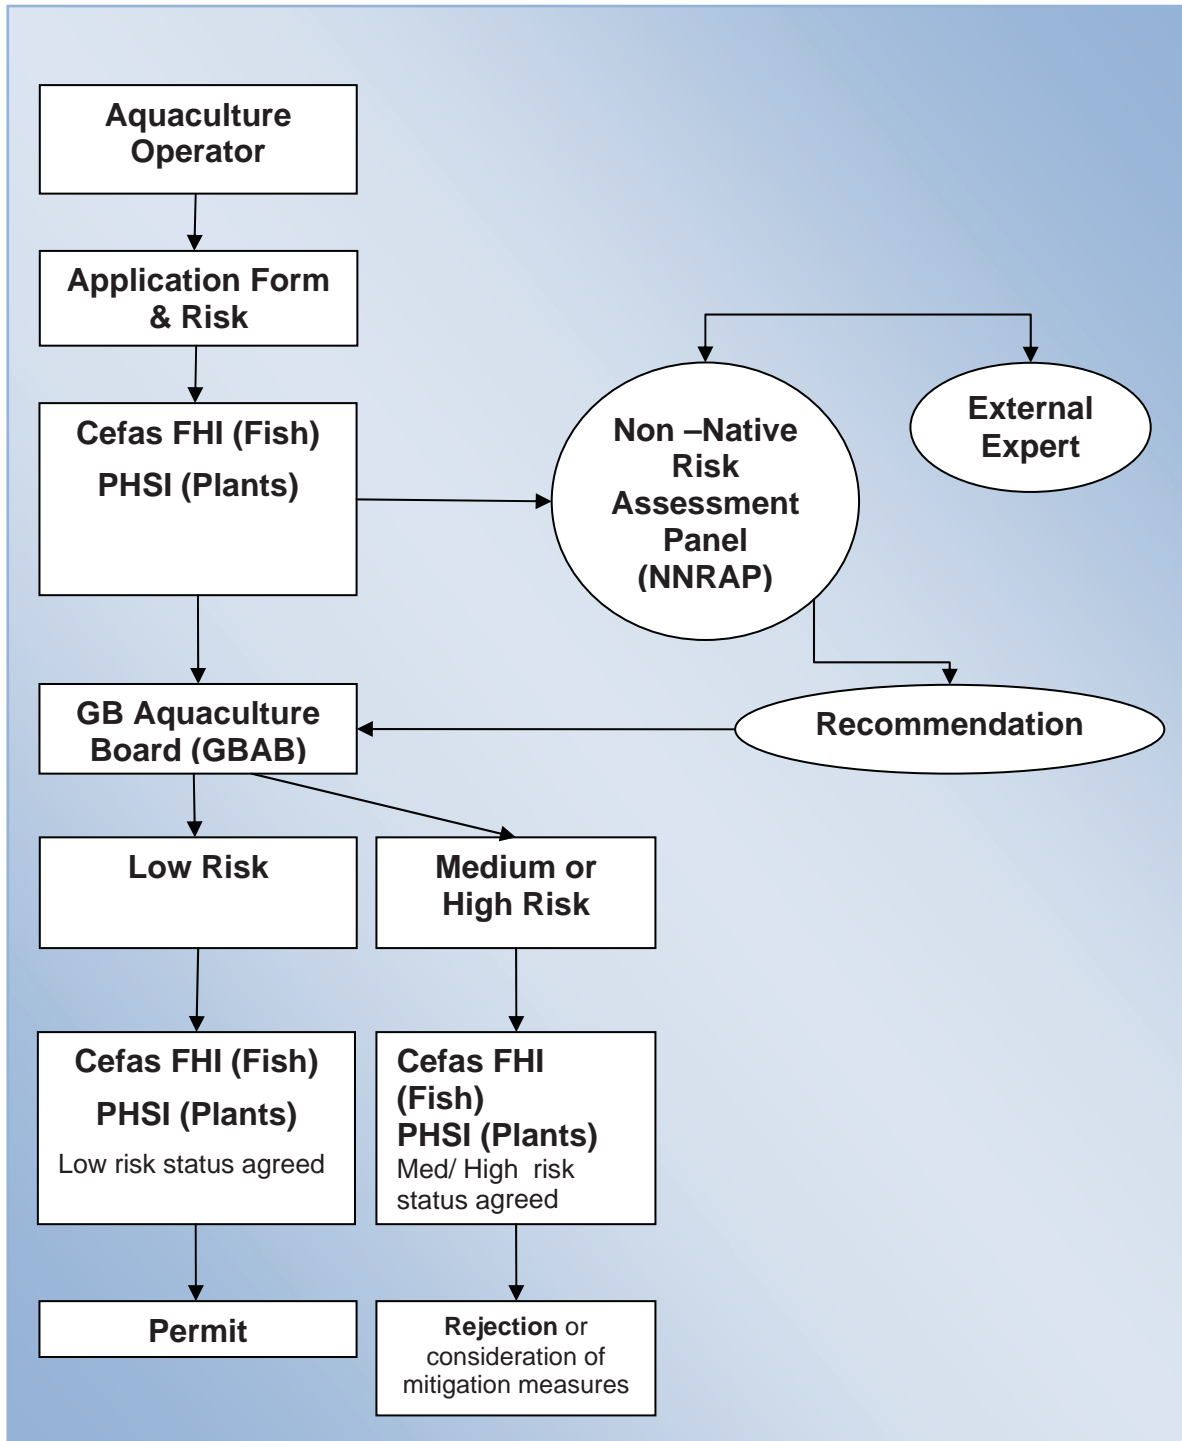 Aquaculture
Operator
Application Form
& Risk
Cefas FHI (Fish)
PHSI (Plants)
Non –Native
Risk
Assessment
Panel
(NNRAP)
External
Expert
GB Aquaculture
Board (GBAB)
Recommendation
Low Risk
Medium or
High Risk
Cefas FHI (Fish)
PHSI (Plants)
Low risk status agreed
Cefas FHI
(Fish)
PHSI (Plants)
Med/ High  risk
status agreed
Permit
Rejection or
consideration of
mitigation measures